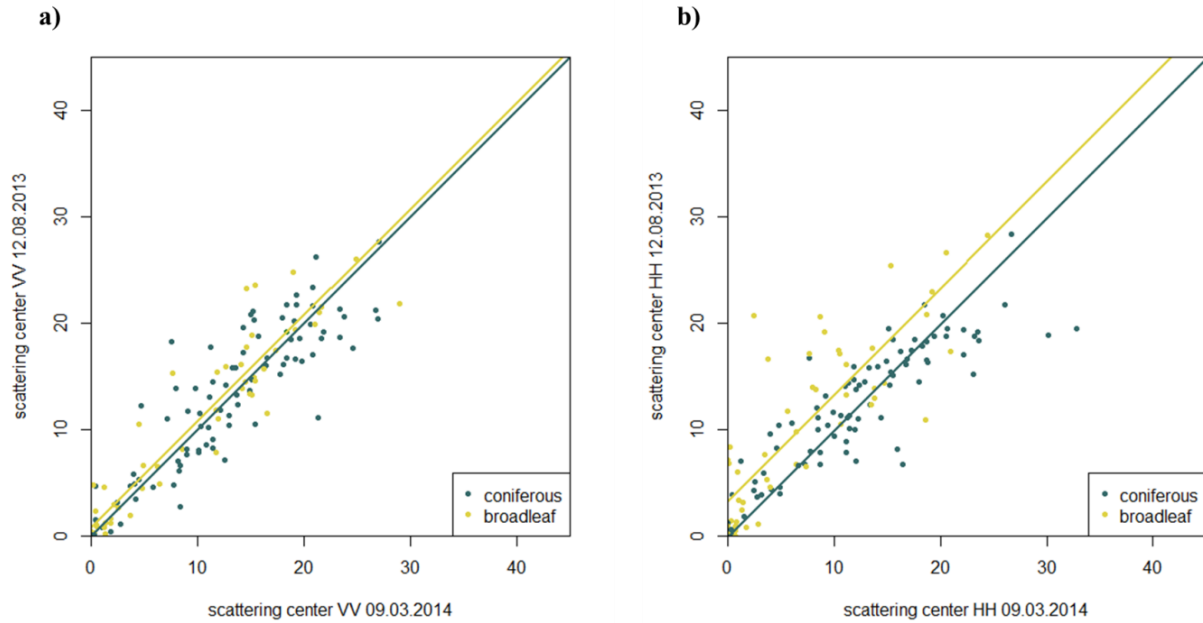 a)
scattering center VV 12.08.2013
40
30
20
10
0
0 10 20 30 40
scattering center VV 09.03.2014
coniferous
broadleaf
b)
scattering center HH 12.08.2013
40
30
20
10
0
0 10 20 30 40
scattering center HH 09.03.2014
coniferous
broadleaf